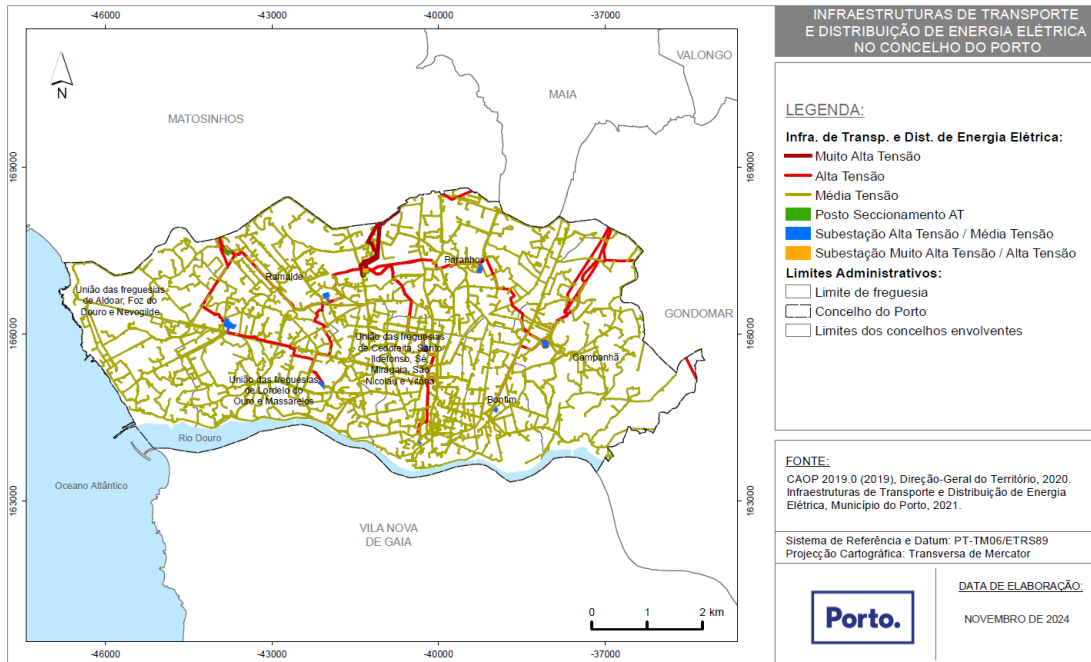 -46000
-43000
-40000
-37000
INFRAESTRUTURAS DE TRANSPORTE
E DISTRIBUIÇÃO DE ENERGIA ELÉTRICA
NO CONCELHO DO PORTO
N
VALONGO
MAIA
MATOSINHOS
169000
169000
LEGENDA:
Infra. de Transp. e Dist. de Energia Elétrica:
Muito Alta Tensão
Alta Tensão
Média Tensão
Posto Seccionamento AT
Subestação Alta Tensão / Média Tensão
Subestação Muito Alta Tensão / Alta Tensão
Limites Administrativos:
Limite de freguesia
Concelho do Porto
Limites dos concelhos envolventes
Paranhos
Ramalde
União das freguesias
de Aldoar, Foz do
Douro e Nevogilde
GONDOMAR
166000
166000
União das freguesias
de Cedofeita, Santo
Ildefonso, Sé,
Miragaia, São
Nicolau e Vitória
Campanhã
União das freguesias
de Lordelo do
Ouro e Massarelos
Bonfim
Rio Douro
Oceano Atlântico
163000
163000
VILA NOVA
DE GAIA
0 1 2 km
-46000
-43000
-40000
-37000
FONTE:
CAOP 2019.0 (2019), Direção-Geral do Território, 2020.
Infraestruturas de Transporte e Distribuição de Energia
Elétrica, Município do Porto, 2021.
Sistema de Referência e Datum: PT-TM06/ETRS89
Projecção Cartográfica: Transversa de Mercator
Porto.
DATA DE ELABORAÇÃO:
NOVEMBRO DE 2024